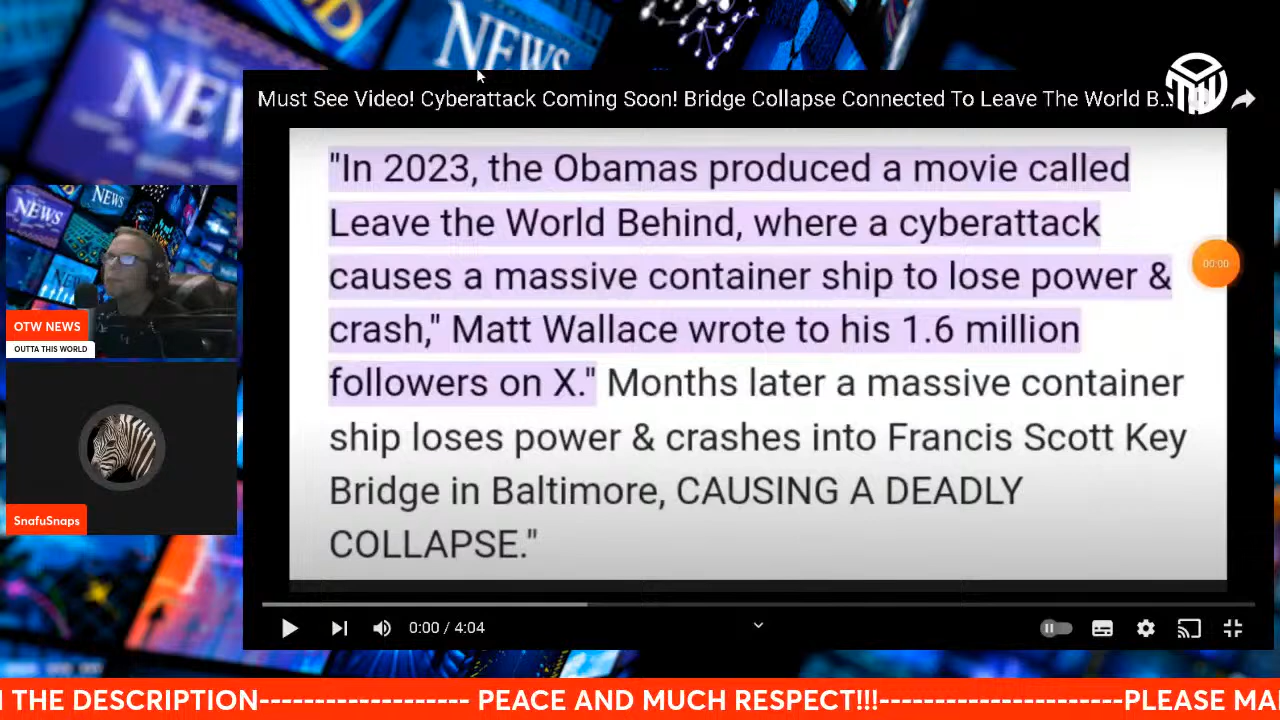 NEWS
NEWS
Must See Video! Cyberattack Coming Soon! Bridge Collapse Connected To Leave The World B...
"In 2023, the Obamas produced a movie called
Leave the World Behind, where a cyberattack
causes a massive container ship to lose power &
crash," Matt Wallace wrote to his 1.6 million
followers on X." Months later a massive container
ship loses power & crashes into Francis Scott Key
Bridge in Baltimore, CAUSING A DEADLY
COLLAPSE."
00:00
NEWS
NEWS
OTW NEWS
OUTTA THIS WORLD
SnafuSnaps
0:00 / 4:04
THE DESCRIPTION------------------ PEACE AND MUCH RESPECT!!!----------------------PLEASE MA